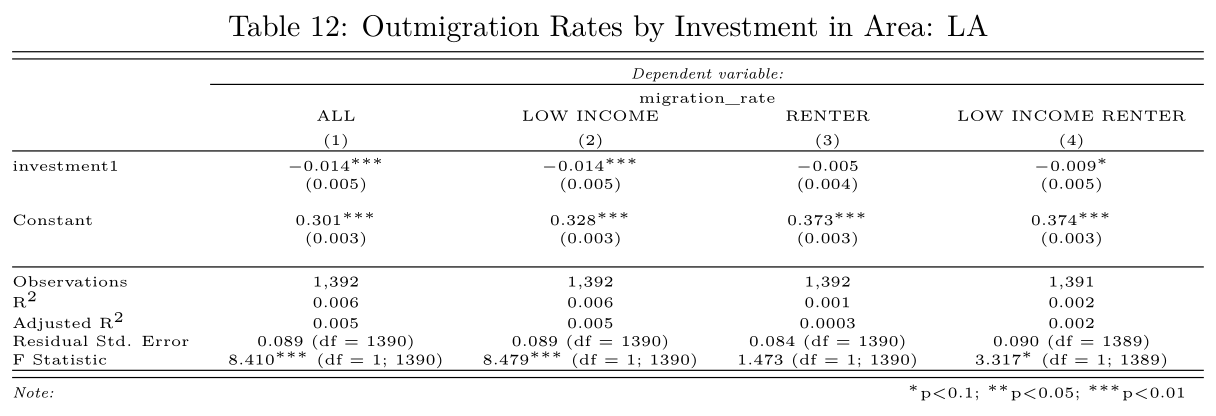 Table 12: Outmigration Rates by Investment in Area: LA
Dependent variable:
migration_rate
ALL LOW INCOME RENTER LOW INCOME RENTER
(1) (2) (3) (4)
investment1 −0.014*** −0.014*** −0.005 −0.009*
(0.005) (0.005) (0.004) (0.005)
Constant 0.301*** 0.328*** 0.373*** 0.374***
(0.003) (0.003) (0.003) (0.003)
Observations 1,392 1,392 1,392 1,391
R2 0.006 0.006 0.001 0.002
Adjusted R2 0.005 0.005 0.0003 0.002
Residual Std. Error 0.089 (df = 1390) 0.089 (df = 1390) 0.084 (df = 1390) 0.090 (df = 1389)
F Statistic 8.410*** (df = 1; 1390) 8.479*** (df = 1; 1390) 1.473 (df = 1; 1390) 3.317* (df = 1; 1389)
Note: *p<0.1; **p<0.05; ***p<0.01